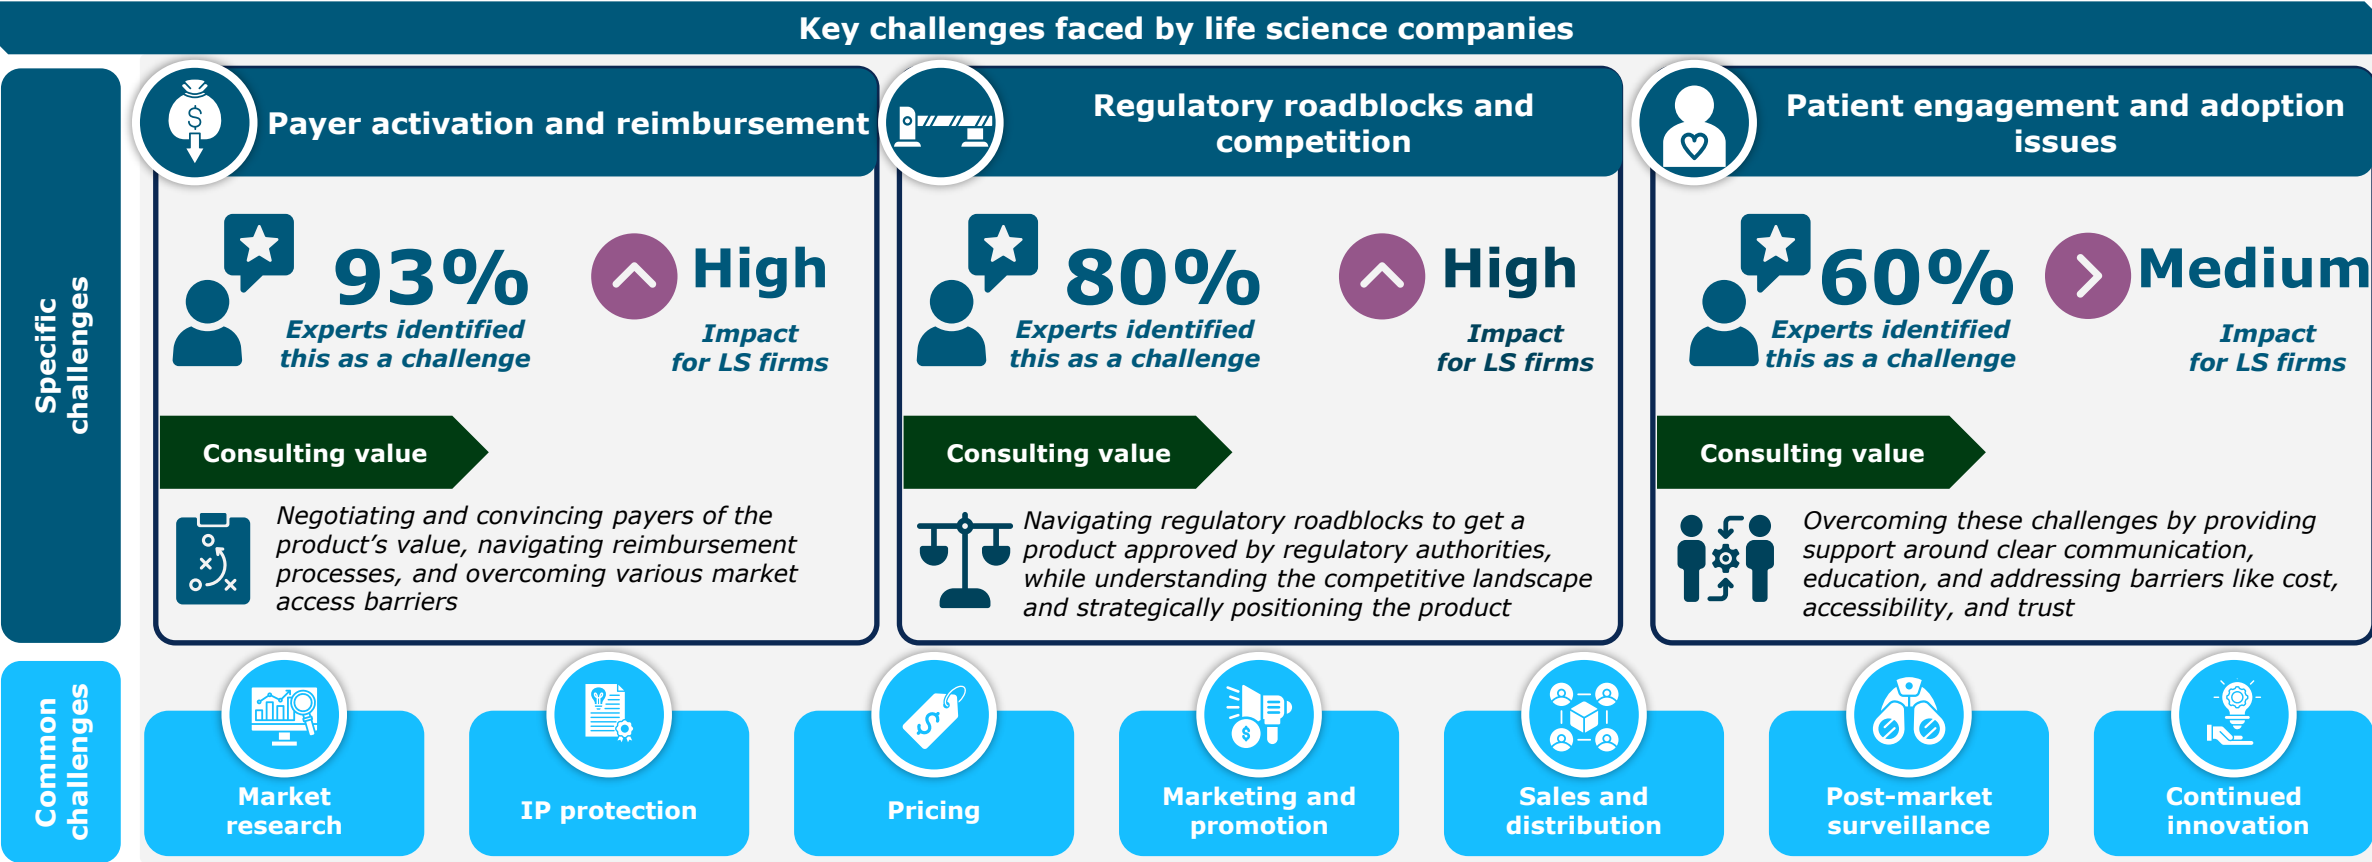 Key challenges faced by life science companies
Specific
challenges
Payer activation and reimbursement
$
93%
Experts identified
this as a challenge
High
Impact
for LS firms
Consulting value
Negotiating and convincing payers of the
product’s value, navigating reimbursement
processes, and overcoming various market
access barriers
Regulatory roadblocks and
competition
80%
Experts identified
this as a challenge
High
Impact
for LS firms
Consulting value
Navigating regulatory roadblocks to get a
product approved by regulatory authorities,
while understanding the competitive landscape
and strategically positioning the product
Patient engagement and adoption
issues
60%
Experts identified
this as a challenge
Medium
Impact
for LS firms
Consulting value
Overcoming these challenges by providing
support around clear communication,
education, and addressing barriers like cost,
accessibility, and trust
Common
challenges
Market
research
IP protection
$
Pricing
$
Marketing and
promotion
Sales and
distribution
Post-market
surveillance
Continued
innovation